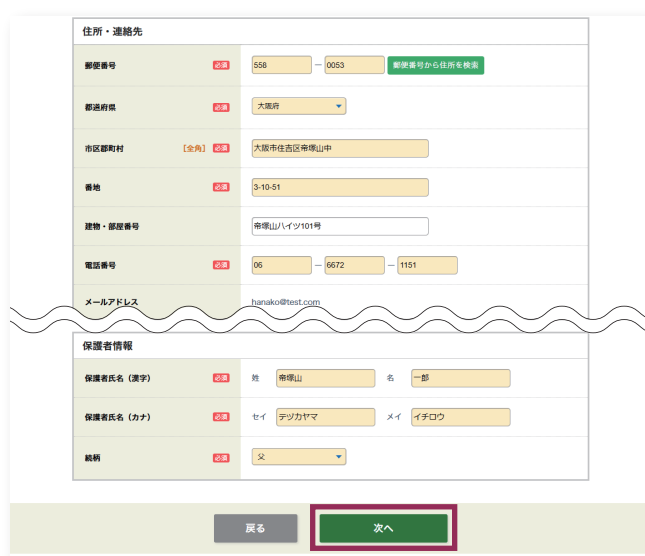 住所・連絡先
郵便番号 必須 558 － 0053 郵便番号から住所を検索
都道府県 必須 大阪府
市区郡町村 [全角] 必須 大阪市住吉区帝塚山中
番地 必須 3-10-51
建物・部屋番号 帝塚山ハイツ101号
電話番号 必須 06 － 6672 － 1151
メールアドレス hanako@test.com
保護者情報
保護者氏名（漢字） 必須 姓 帝塚山 名 一郎
保護者氏名（カナ） 必須 セイ テヅカヤマ メイ イチロウ
続柄 必須 父
戻る 次へ